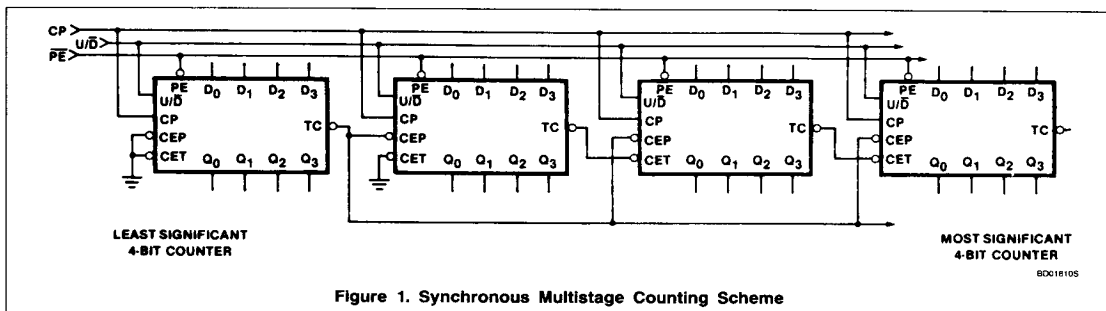 CP
U/D̅
P̅E̅
PE D0 D1 D2 D3
U/D̅
CP
CEP
CET
TC
Q0 Q1 Q2 Q3
PE D0 D1 D2 D3
U/D̅
CP
CEP
CET
TC
Q0 Q1 Q2 Q3
PE D0 D1 D2 D3
U/D̅
CP
CEP
CET
TC
Q0 Q1 Q2 Q3
PE D0 D1 D2 D3
U/D̅
CP
CEP
CET
TC
Q0 Q1 Q2 Q3
LEAST SIGNIFICANT
4-BIT COUNTER
MOST SIGNIFICANT
4-BIT COUNTER
BD01810S
Figure 1. Synchronous Multistage Counting Scheme